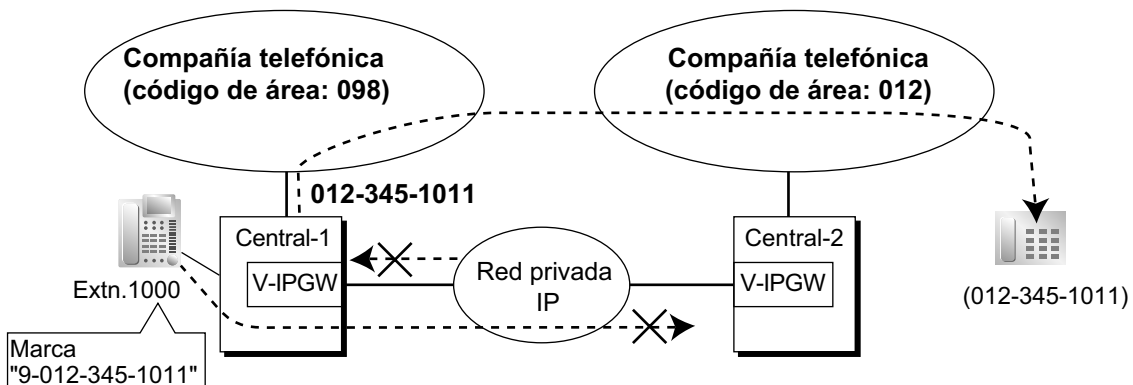 Compañía telefónica
(código de área: 098)
Compañía telefónica
(código de área: 012)
012-345-1011
Central-1
V-IPGW
Red privada
IP
Central-2
V-IPGW
Extn.1000
(012-345-1011)
Marca
"9-012-345-1011"